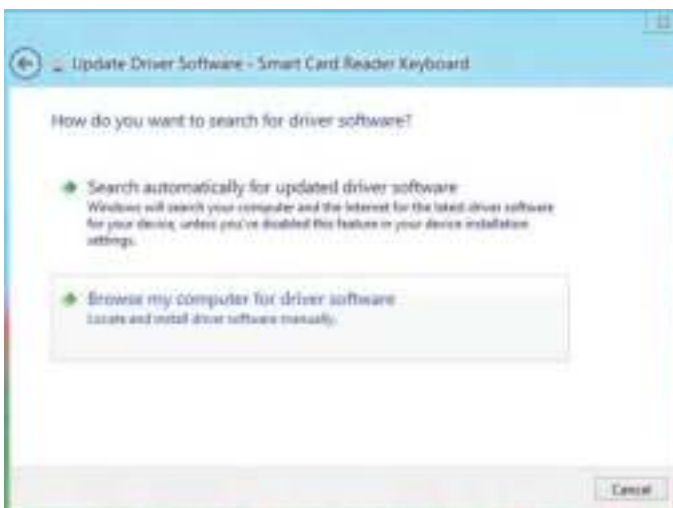 Update Driver Software - Smart Card Reader Keyboard
How do you want to search for driver software?
Search automatically for updated driver software
Windows will search your computer and the Internet for the latest driver software
for your device, unless you've disabled this feature in your device installation
settings.
Browse my computer for driver software
Locate and install driver software manually.
Cancel